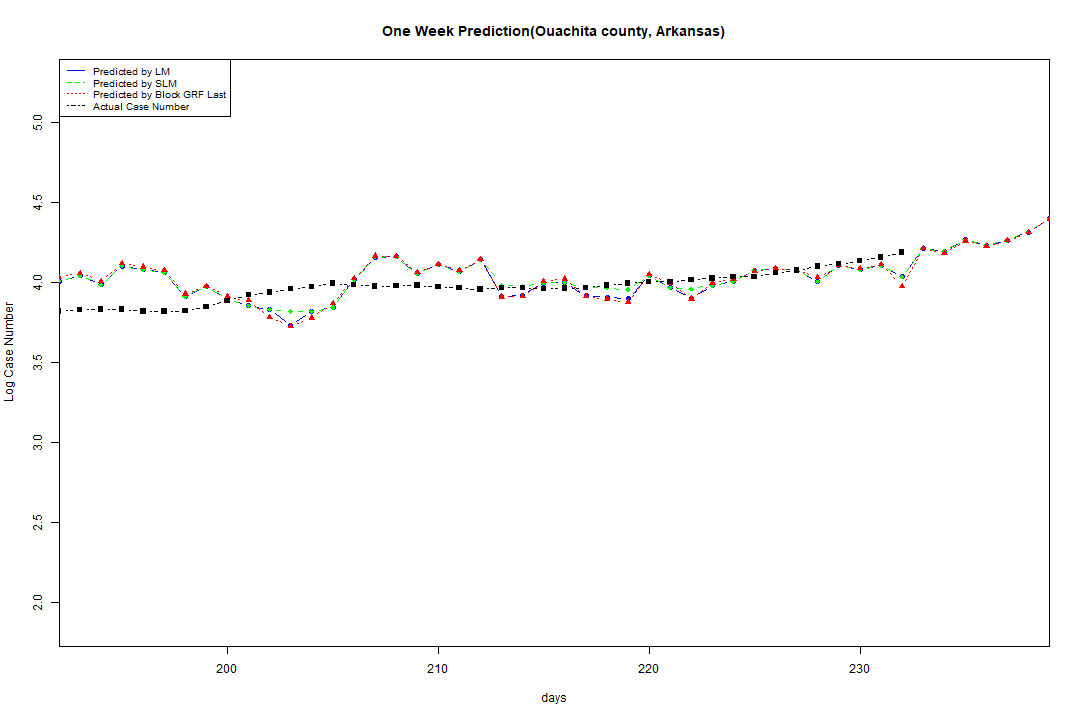 One Week Prediction(Ouachita county, Arkansas)
Predicted by LM
Predicted by SLM
Predicted by Block GRF Last
Actual Case Number
5.0
4.5
4.0
3.5
3.0
2.5
2.0
Log Case Number
200 210 220 230
days